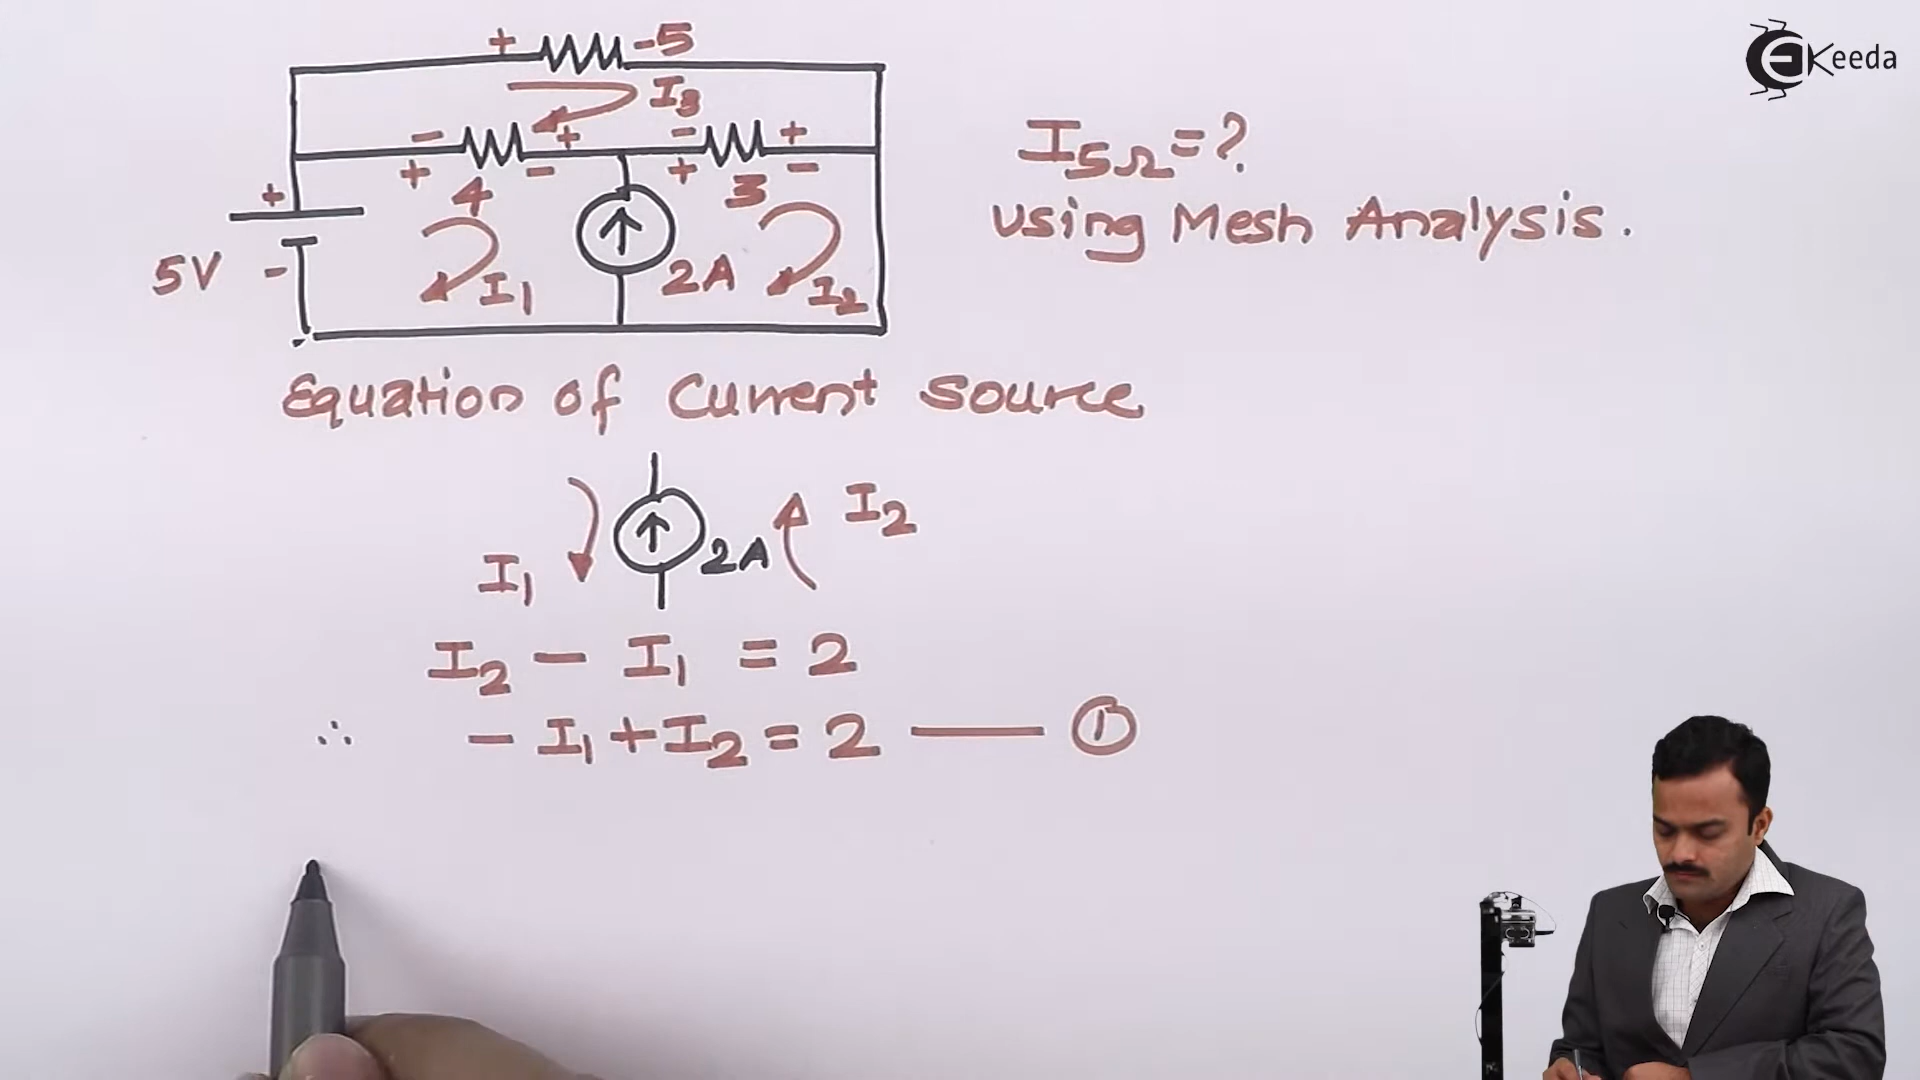 + -5
I3
- + - +
+ 4 - + 3 -
+
5V - I1 2A I2
I5Ω=?
using Mesh Analysis.
Keeda
Equation of Current Source
I1 2A I2
I2 - I1 = 2
∴ - I1 + I2 = 2 —— ①